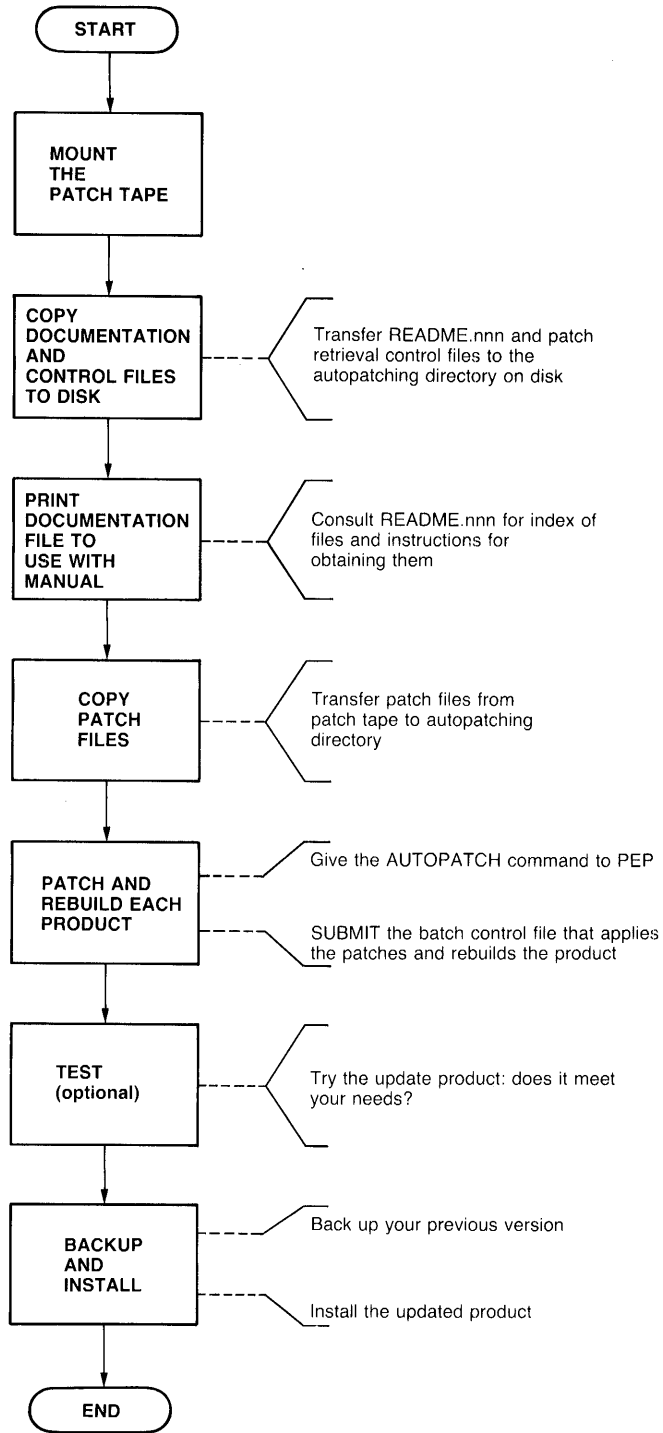 START
MOUNT
THE
PATCH TAPE
COPY
DOCUMENTATION
AND
CONTROL FILES
TO DISK
Transfer README.nnn and patch
retrieval control files to the
autopatching directory on disk
PRINT
DOCUMENTATION
FILE TO
USE WITH
MANUAL
Consult README.nnn for index of
files and instructions for
obtaining them
COPY
PATCH
FILES
Transfer patch files from
patch tape to autopatching
directory
PATCH AND
REBUILD EACH
PRODUCT
Give the AUTOPATCH command to PEP
SUBMIT the batch control file that applies
the patches and rebuilds the product
TEST
(optional)
Try the update product: does it meet
your needs?
BACKUP
AND
INSTALL
Back up your previous version
Install the updated product
END